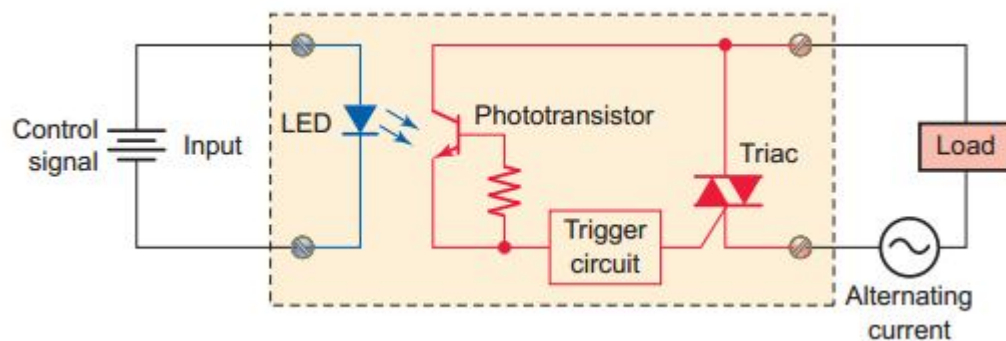 Control
signal
Input
LED
Phototransistor
Triac
Trigger
circuit
Load
Alternating
current